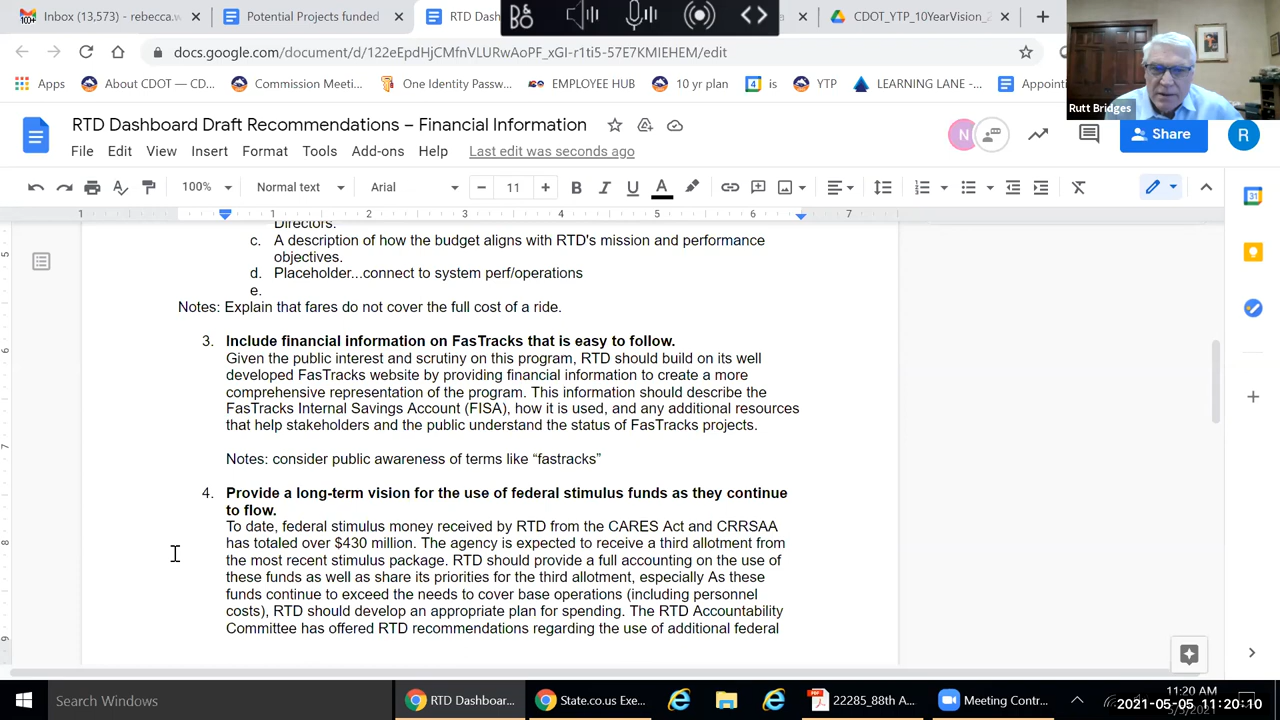 Inbox (13,573) - rebecca.w
Potential Projects funded
RTD Dash
CDOT_YTP_10YearVision_2
docs.google.com/document/d/122eEpdHjCMfnVLURwAoPF_xGI-r1ti5-57E7KMIEHEM/edit
Apps
About CDOT — CD...
Commission Meeti...
One Identity Passw...
EMPLOYEE HUB
10 yr plan
is
YTP
LEARNING LANE -...
Appointi
Rutt Bridges
RTD Dashboard Draft Recommendation – Financial Information
N
Share
R
File Edit View Insert Format Tools Add-ons Help Last edit was seconds ago
100% Normal text Arial 11 B I U A
1 1 2 3 4 5 6 7
Directors.
c. A description of how the budget aligns with RTD's mission and performance
objectives.
d. Placeholder...connect to system perf/operations
e.
Notes: Explain that fares do not cover the full cost of a ride.
3. Include financial information on FasTracks that is easy to follow.
Given the public interest and scrutiny on this program, RTD should build on its well
developed FasTracks website by providing financial information to create a more
comprehensive representation of the program. This information should describe the
FasTracks Internal Savings Account (FISA), how it is used, and any additional resources
that help stakeholders and the public understand the status of FasTracks projects.
Notes: consider public awareness of terms like “fastracks”
4. Provide a long-term vision for the use of federal stimulus funds as they continue
to flow.
To date, federal stimulus money received by RTD from the CARES Act and CRRSAA
has totaled over $430 million. The agency is expected to receive a third allotment from
the most recent stimulus package. RTD should provide a full accounting on the use of
these funds as well as share its priorities for the third allotment, especially As these
funds continue to exceed the needs to cover base operations (including personnel
costs), RTD should develop an appropriate plan for spending. The RTD Accountability
Committee has offered RTD recommendations regarding the use of additional federal
Search Windows
RTD Dashboar...
State.co.us Exe...
22285_88th A...
Meeting Contr...
11:20 AM
2021-05-05 11:20:10